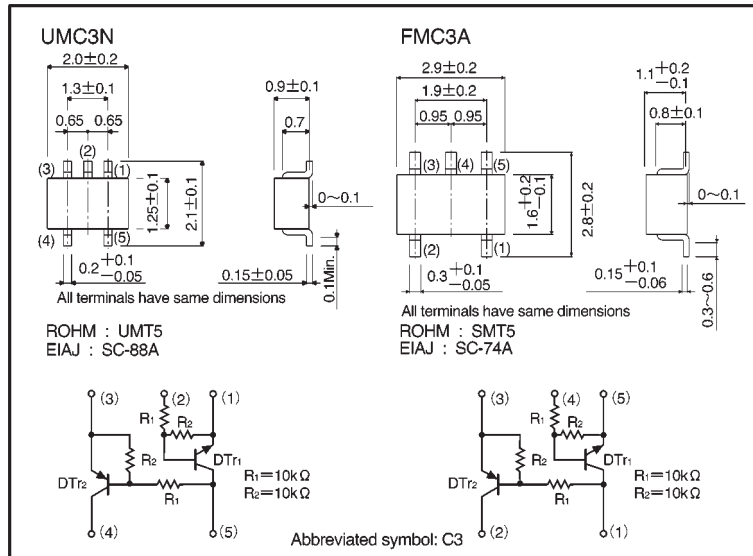 UMC3N
2.0±0.2
1.3±0.1
0.65 0.65
(3) (2) (1)
(4) (5)
1.25±0.1
2.1±0.1
0.2 +0.1 −0.05
0.9±0.1
0.7
0~0.1
0.15±0.05
0.1Min.
All terminals have same dimensions
ROHM : UMT5
EIAJ : SC-88A
FMC3A
2.9±0.2
1.9±0.2
0.95 0.95
(3) (4) (5)
(2) (1)
1.6 +0.2 −0.1
2.8±0.2
0.3 +0.1 −0.05
1.1 +0.2 −0.1
0.8±0.1
0~0.1
0.15 +0.1 −0.06
0.3~0.6
All terminals have same dimensions
ROHM : SMT5
EIAJ : SC-74A
(3) (2) (1)
R1 R2
R2 DTr1
DTr2 R1
R1=10kΩ
R2=10kΩ
(4) (5)
(3) (4) (5)
R1 R2
R2 DTr1
DTr2 R1
R1=10kΩ
R2=10kΩ
(2) (1)
Abbreviated symbol: C3